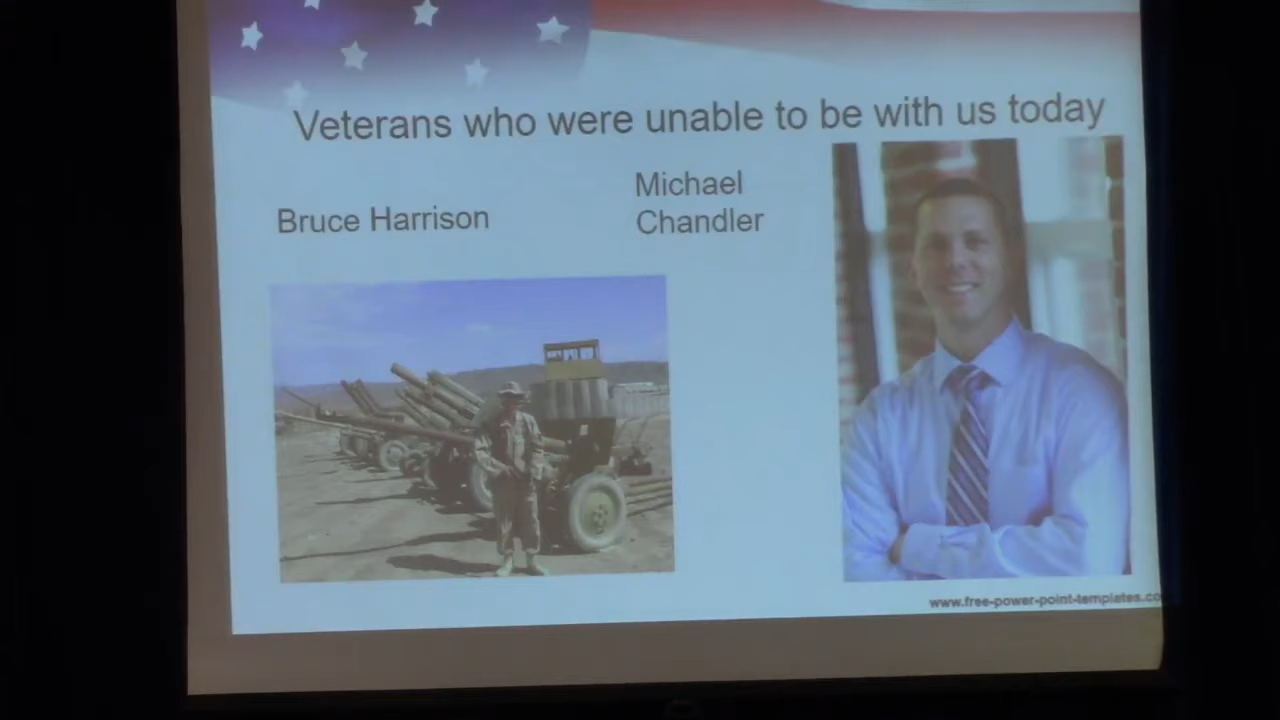 Veterans who were unable to be with us today
Bruce Harrison
Michael
Chandler
www.free-power-point-templates.co